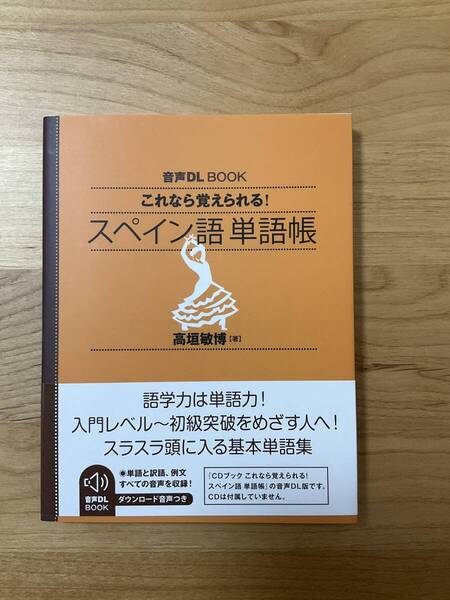 音声DL BOOK
これなら覚えられる!
スペイン語 単語帳
高垣敏博[著]
語学力は単語力!
入門レベル〜初級突破をめざす人へ!
スラスラ頭に入る基本単語集
音声DL
BOOK
◉単語と訳語、例文
すべての音声を収録!
ダウンロード音声つき
『CDブック これなら覚えられる!
スペイン語 単語帳』の音声DL版です。
CDは付属していません。